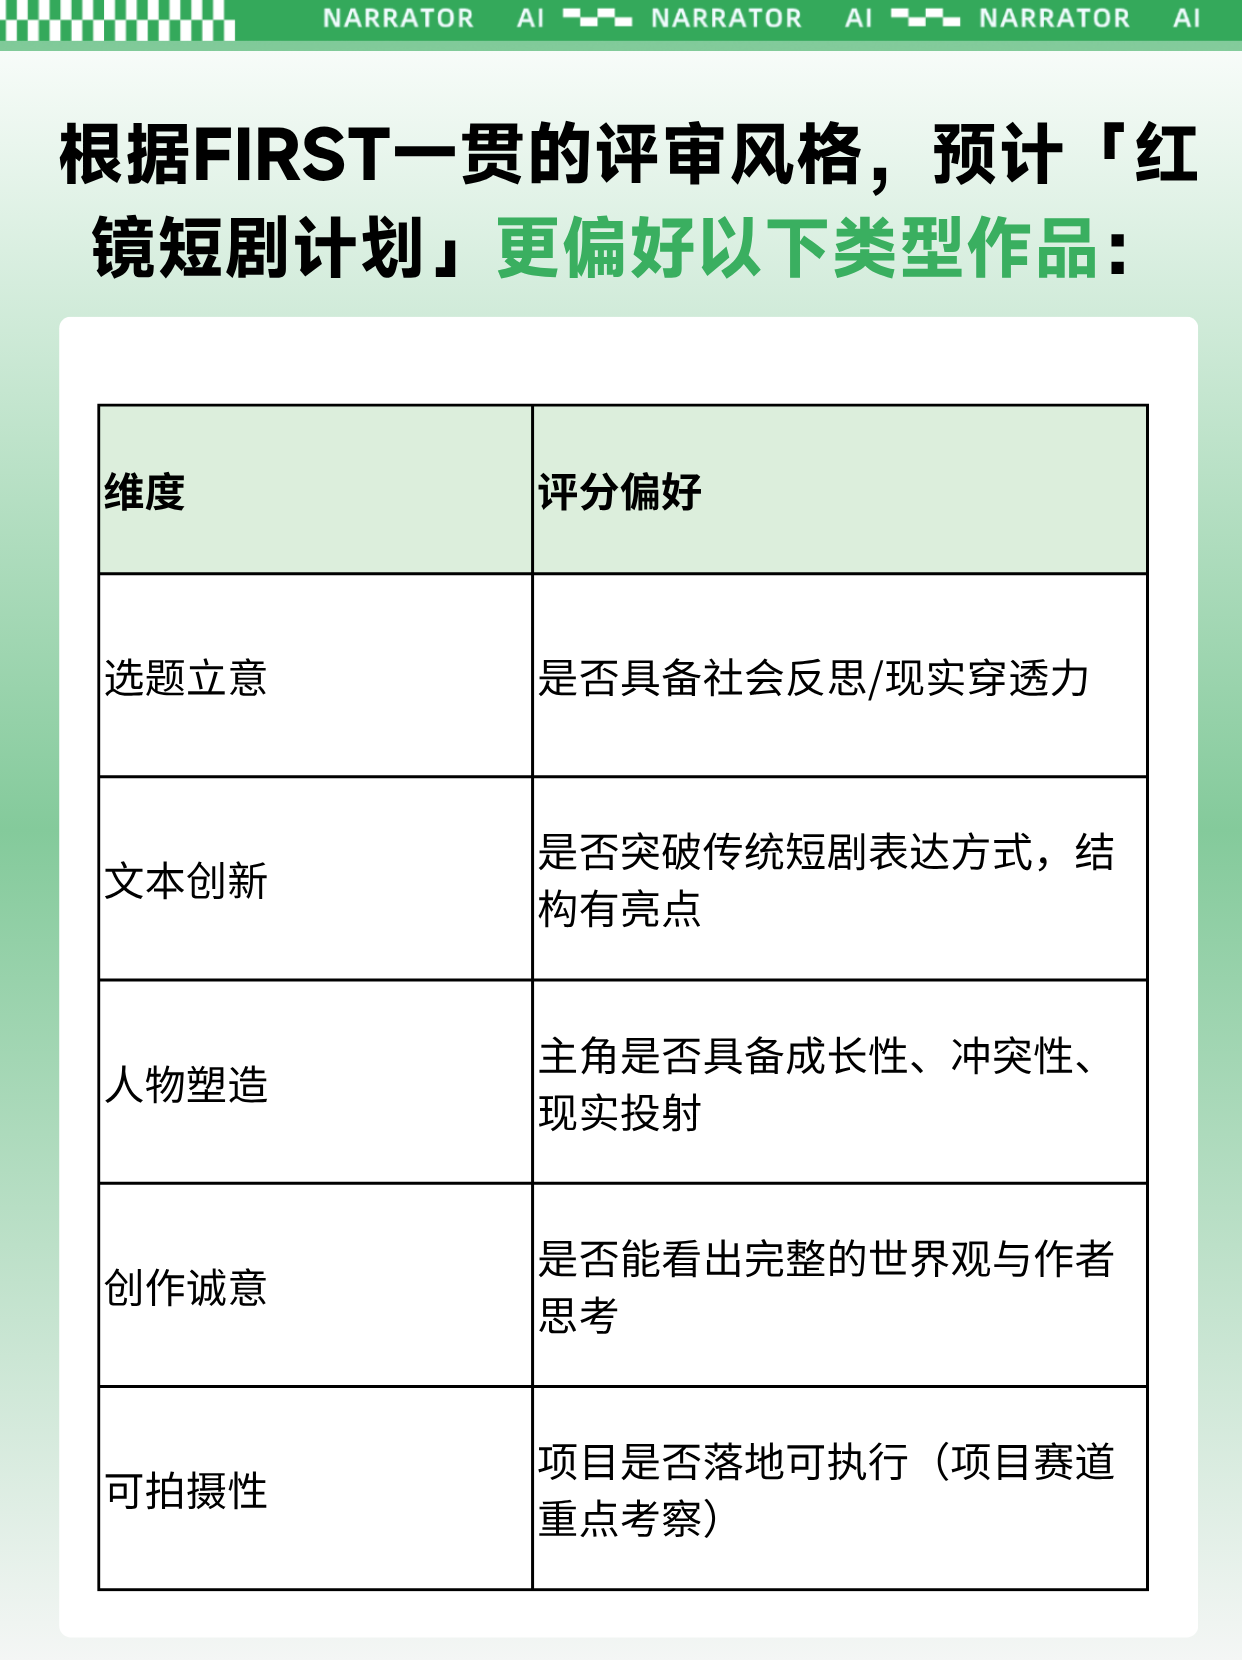 NARRATOR AI NARRATOR AI NARRATOR AI
根据FIRST一贯的评审风格，预计「红
镜短剧计划」更偏好以下类型作品：
维度
评分偏好
选题立意
是否具备社会反思/现实穿透力
文本创新
是否突破传统短剧表达方式，结
构有亮点
人物塑造
主角是否具备成长性、冲突性、
现实投射
创作诚意
是否能看出完整的世界观与作者
思考
可拍摄性
项目是否落地可执行（项目赛道
重点考察）